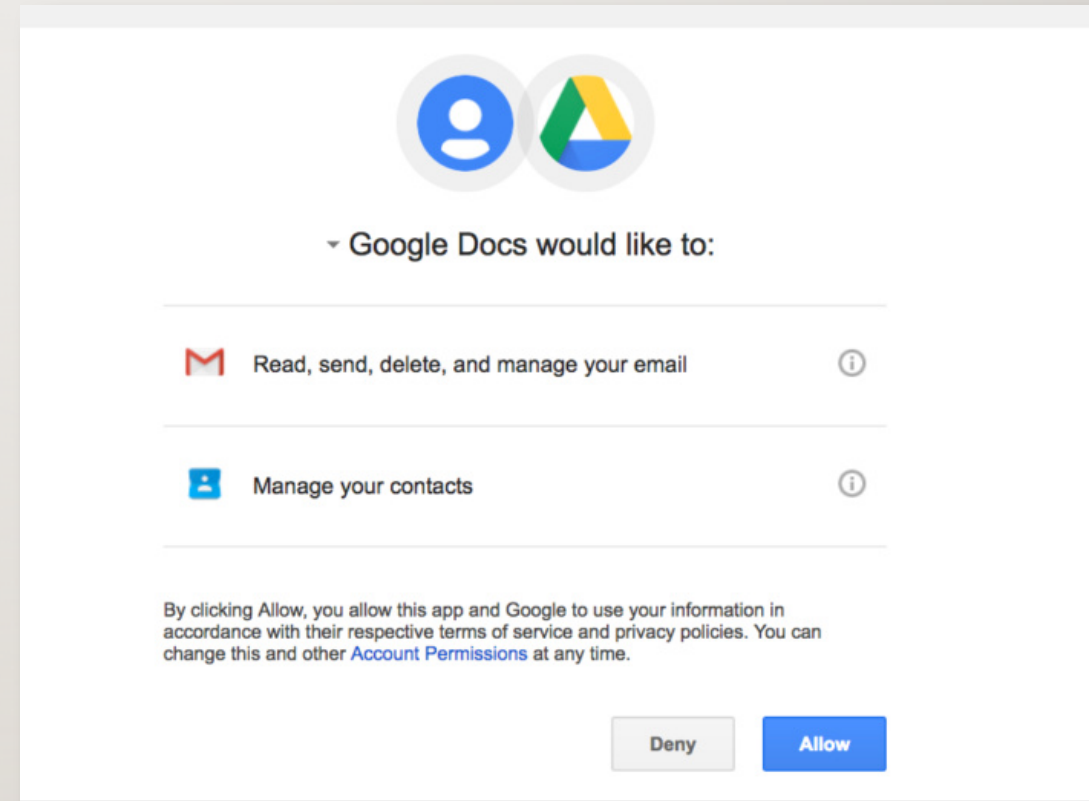 Google Docs would like to:
Read, send, delete, and manage your email
Manage your contacts
By clicking Allow, you allow this app and Google to use your information in
accordance with their respective terms of service and privacy policies. You can
change this and other Account Permissions at any time.
Deny
Allow